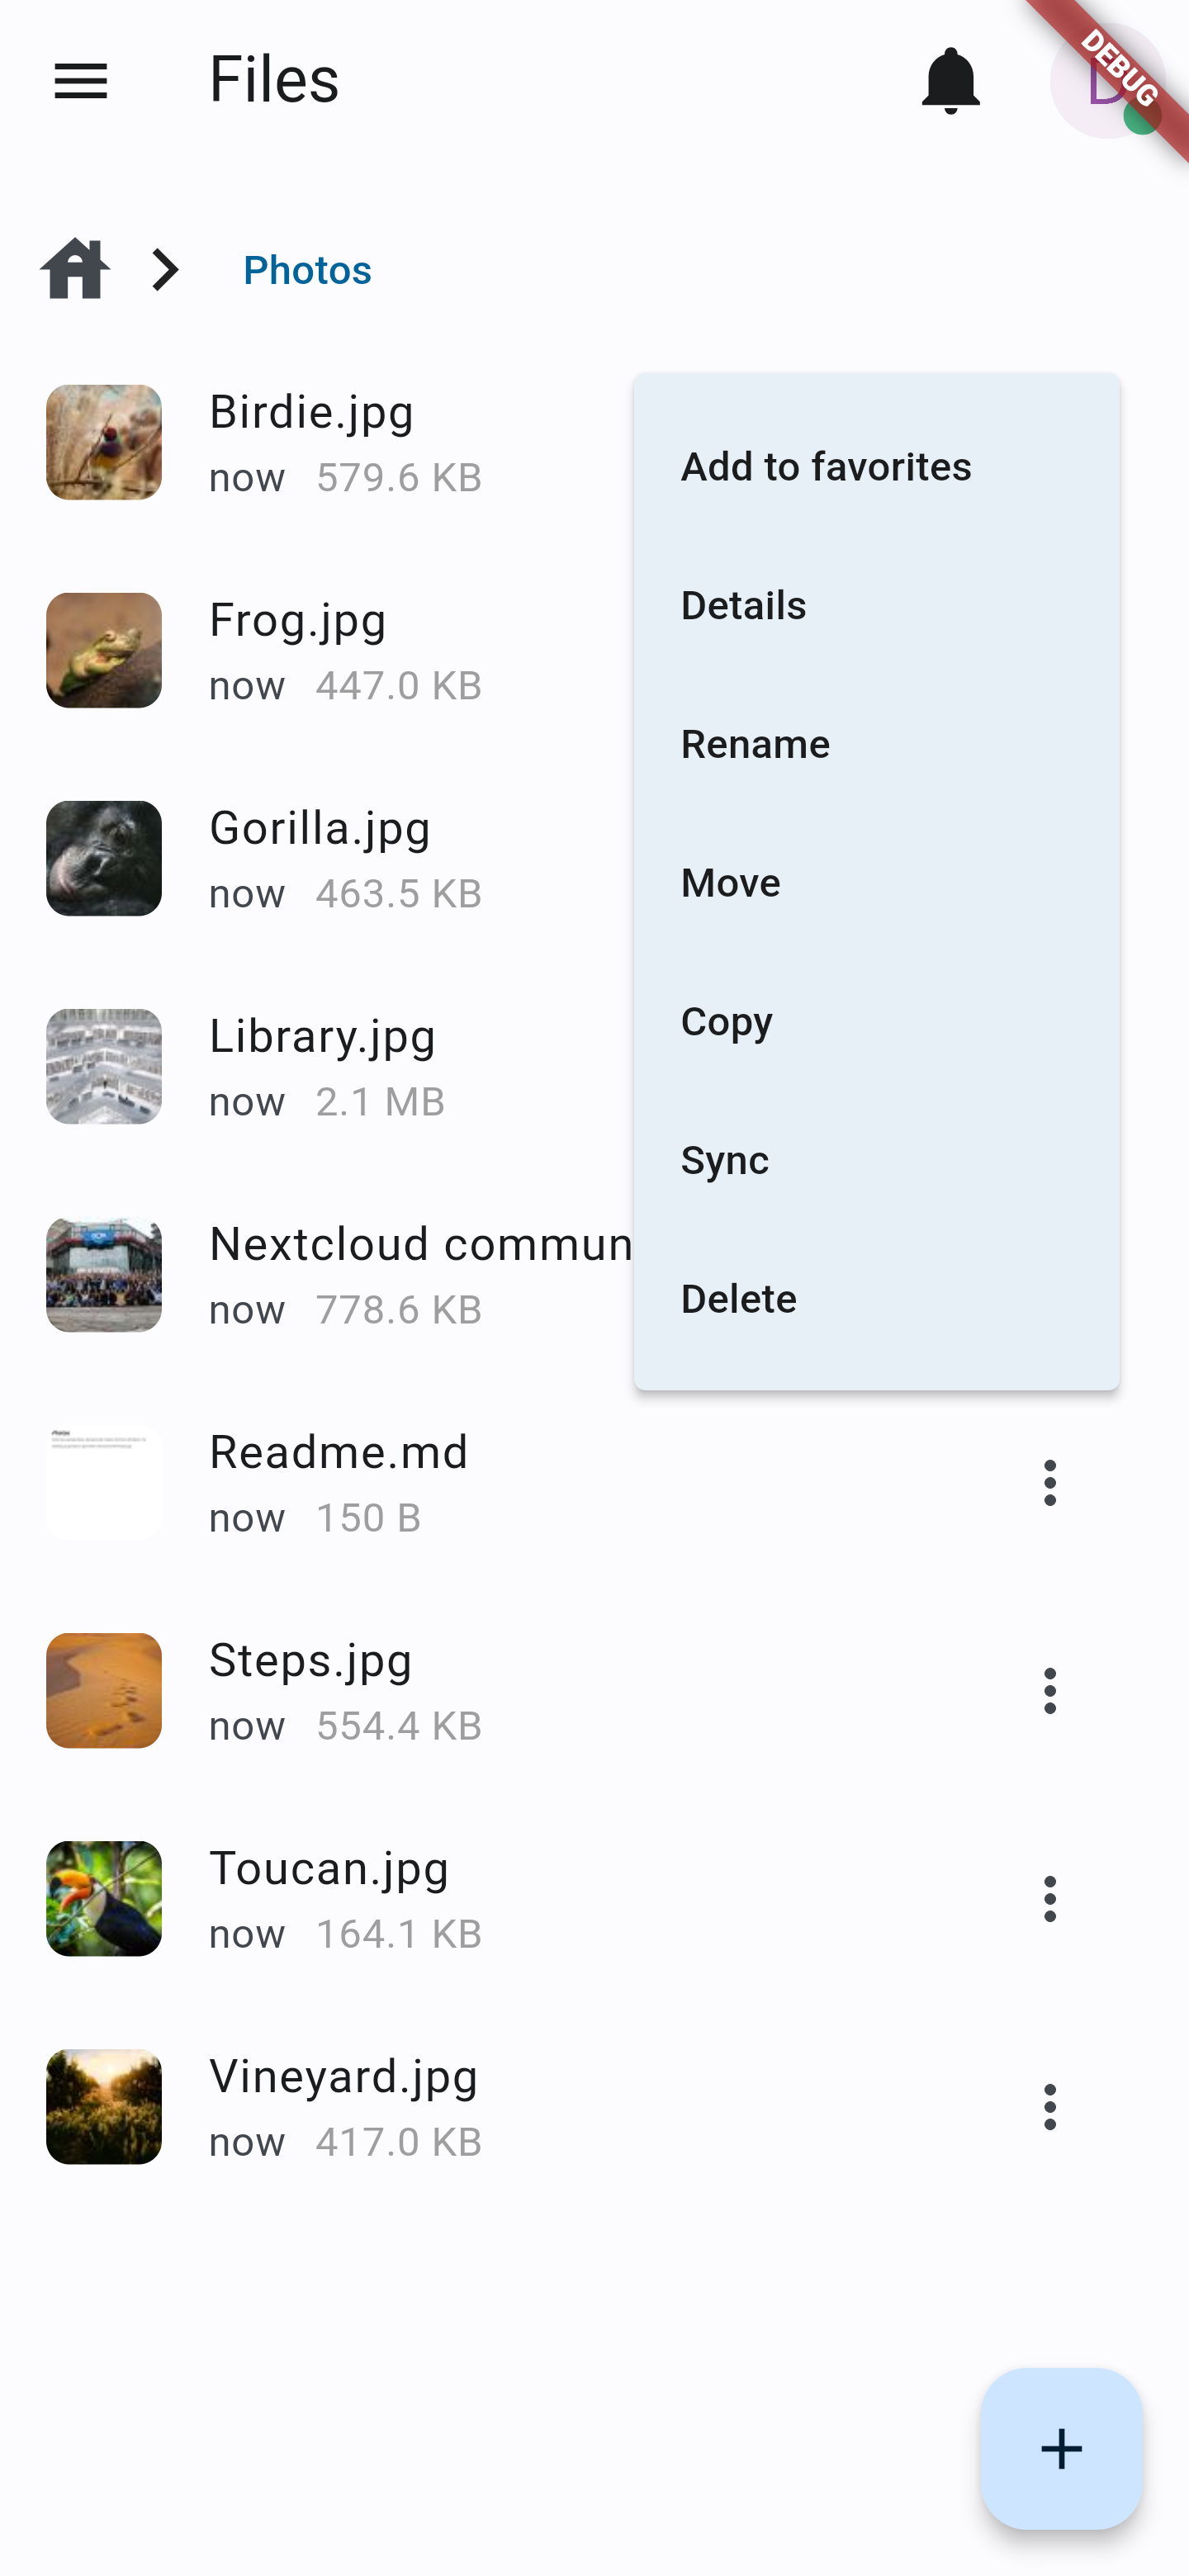 Files
DEBUG
D
Photos
Birdie.jpg
now 579.6 KB
Frog.jpg
now 447.0 KB
Gorilla.jpg
now 463.5 KB
Library.jpg
now 2.1 MB
Nextcloud commun
now 778.6 KB
Add to favorites
Details
Rename
Move
Copy
Sync
Delete
Readme.md
now 150 B
Steps.jpg
now 554.4 KB
Toucan.jpg
now 164.1 KB
Vineyard.jpg
now 417.0 KB